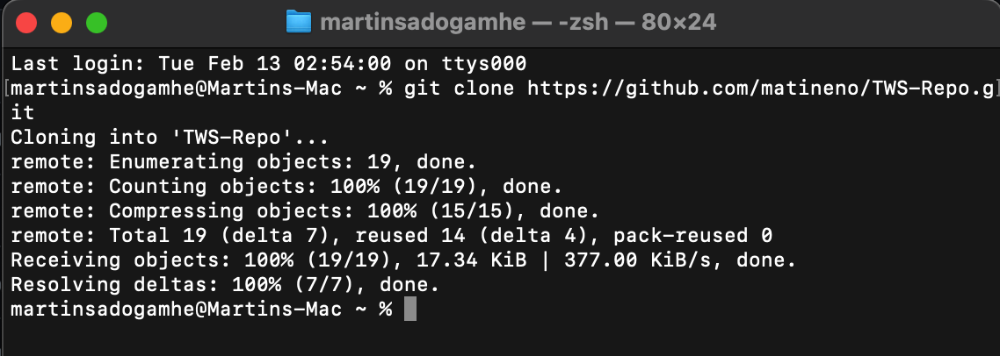 martinsadogamhe — -zsh — 80×24
Last login: Tue Feb 13 02:54:00 on ttys000
[martinsadogamhe@Martins-Mac ~ % git clone https://github.com/matineno/TWS-Repo.g]
it
Cloning into 'TWS-Repo'...
remote: Enumerating objects: 19, done.
remote: Counting objects: 100% (19/19), done.
remote: Compressing objects: 100% (15/15), done.
remote: Total 19 (delta 7), reused 14 (delta 4), pack-reused 0
Receiving objects: 100% (19/19), 17.34 KiB | 377.00 KiB/s, done.
Resolving deltas: 100% (7/7), done.
martinsadogamhe@Martins-Mac ~ %